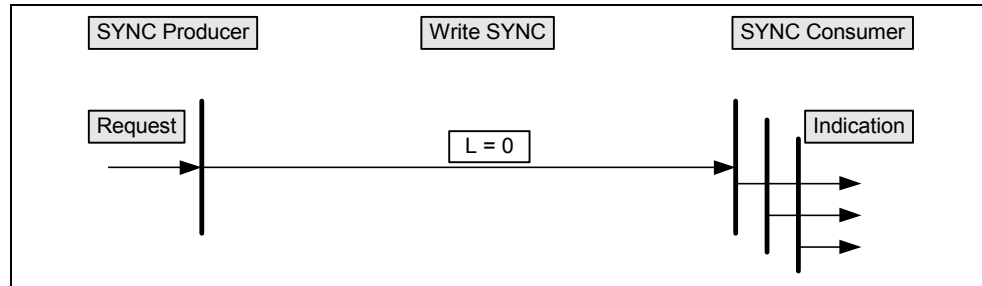 SYNC Producer
Write SYNC
SYNC Consumer
Request
L = 0
Indication